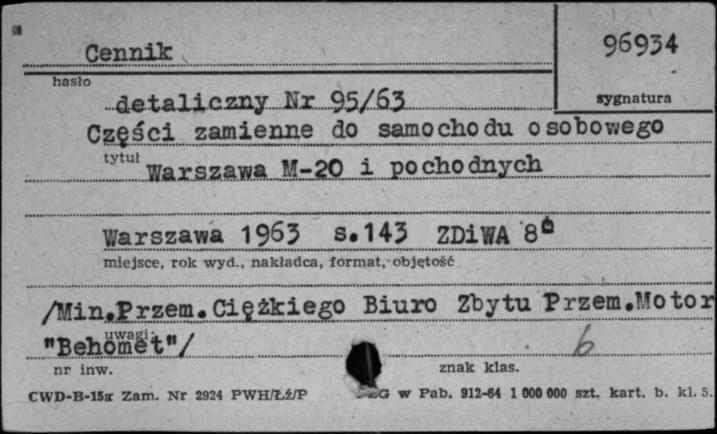 Cennik
96934
hasło
sygnatura
detaliczny Nr 95/63
Części zamienne do samochodu osobowego
tytuł
Warszawa M-20 i pochodnych
Warszawa 1963 s.143 ZDiWA 8°
miejsce, rok wyd., nakładca, format, objętość
/Min.Przem.Ciężkiego Biuro Zbytu Przem.Motor
uwagi
"Behomet"/
6
nr inw.
znak klas.
CWD-B-15a Zam. Nr 2924 PWH/Łź/P
w Pab. 912-64 1 000 000 szt. kart. b. kl. 5.